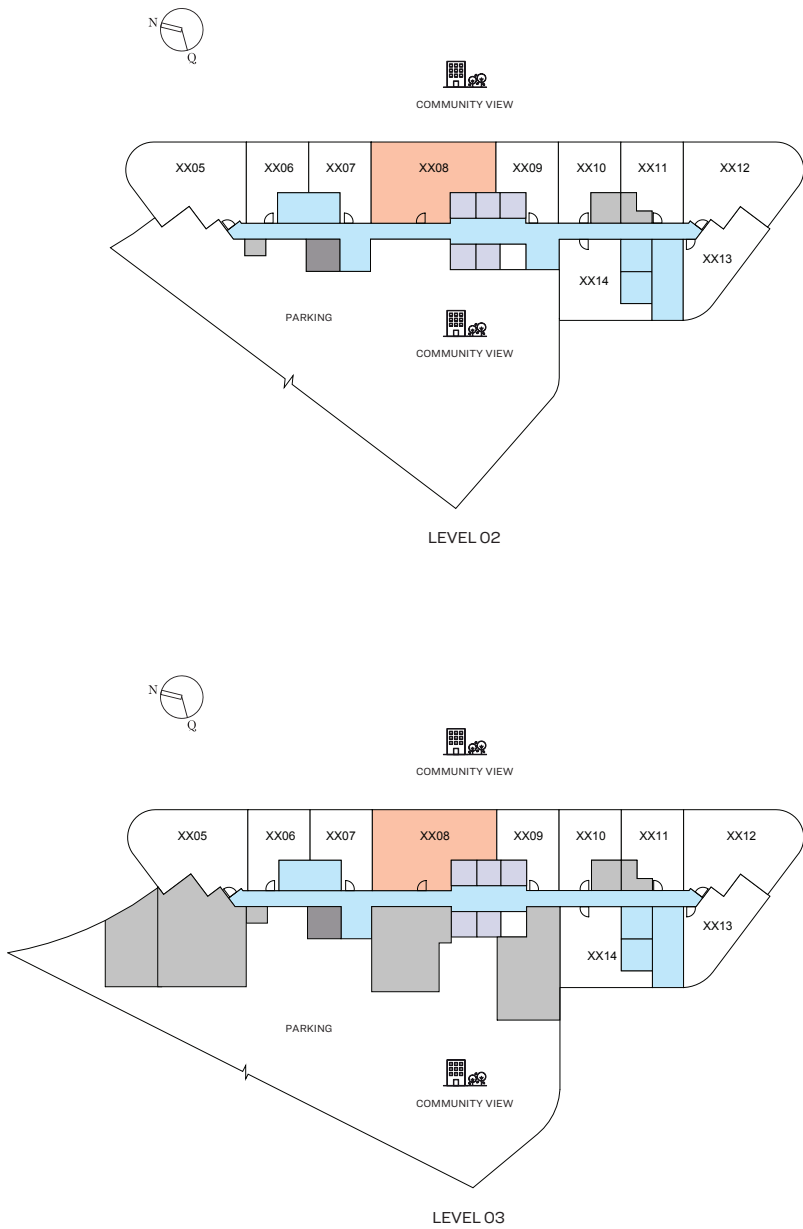 N
Q
COMMUNITY VIEW
XX05 XX06 XX07 XX08 XX09 XX10 XX11 XX12
XX13
XX14
PARKING
COMMUNITY VIEW
LEVEL 02
N
Q
COMMUNITY VIEW
XX05 XX06 XX07 XX08 XX09 XX10 XX11 XX12
XX13
XX14
PARKING
COMMUNITY VIEW
LEVEL 03